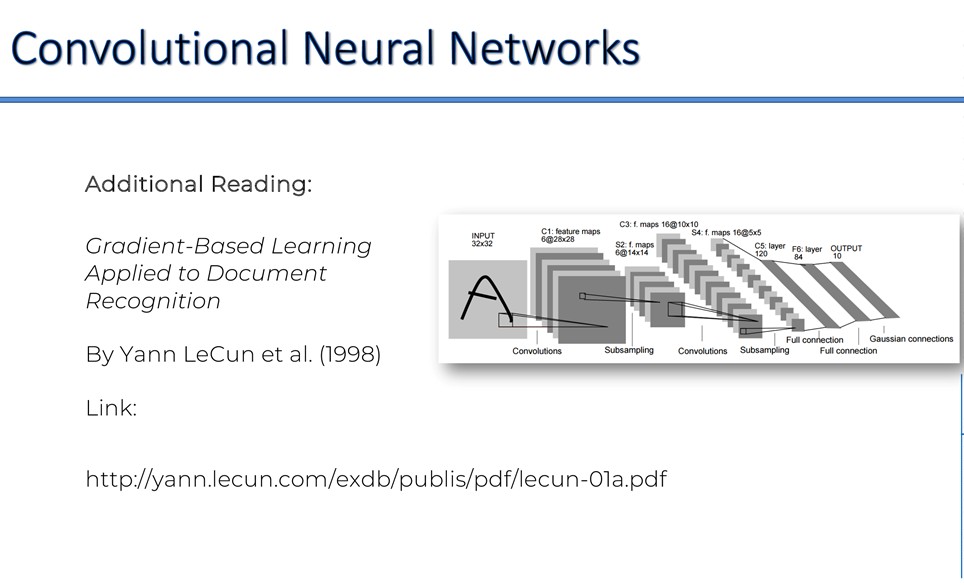 Convolutional Neural Networks
Additional Reading:
Gradient-Based Learning
Applied to Document
Recognition
By Yann LeCun et al. (1998)
Link:
http://yann.lecun.com/exdb/publis/pdf/lecun-01a.pdf
INPUT
32x32
C1: feature maps
6@28x28
S2: f. maps
6@14x14
C3: f. maps 16@10x10
S4: f. maps 16@5x5
C5: layer
120
F6: layer
84
OUTPUT
10
A
Convolutions
Subsampling
Convolutions
Subsampling
Full connection
Full connection
Gaussian connections